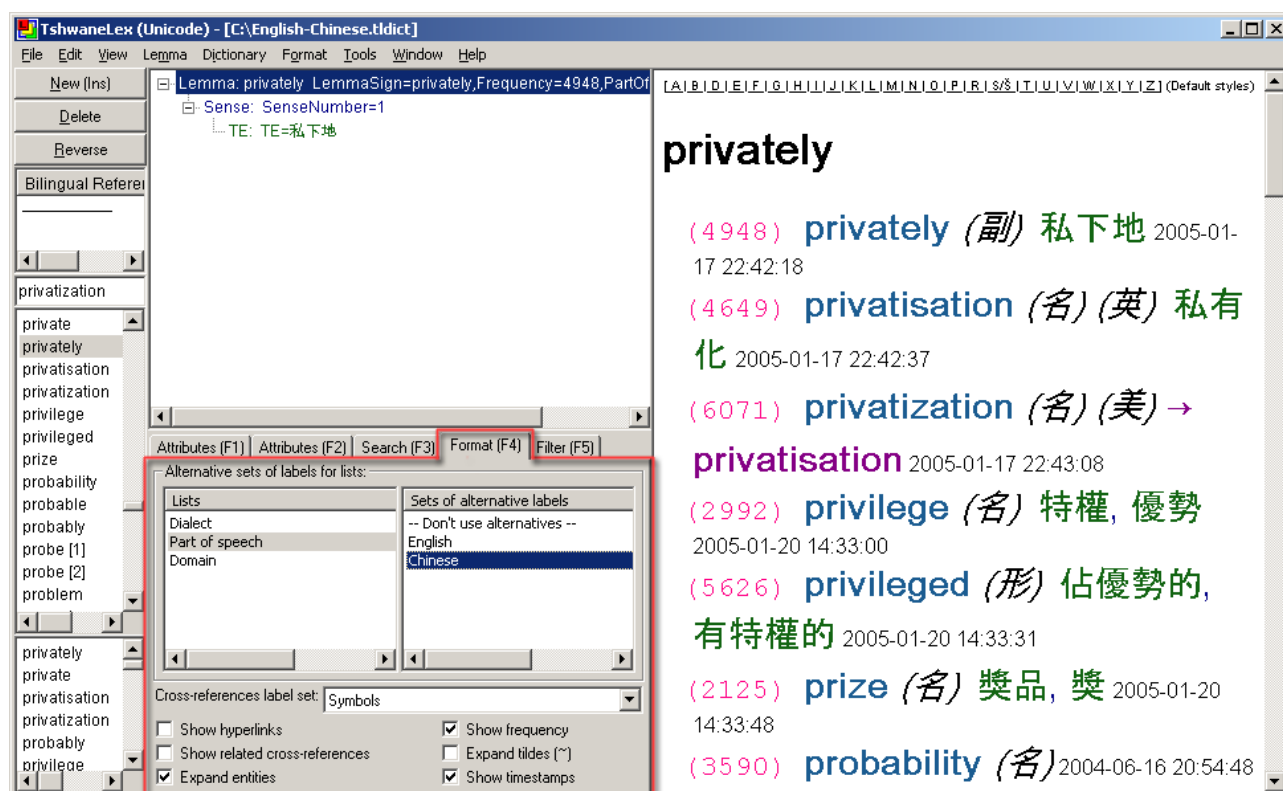 TshwaneLex (Unicode) - [C:\English-Chinese.tldict]
File Edit View Lemma Dictionary Format Tools Window Help
New (Ins)
Delete
Reverse
Bilingual Referer
privatization
private
privately
privatisation
privatization
privilege
privileged
prize
probability
probable
probably
probe [1]
probe [2]
problem
privately
private
privatisation
privatization
probably
privilege
Lemma: privately LemmaSign=privately,Frequency=4948,PartOf
Sense: SenseNumber=1
TE: TE=私下地
Attributes (F1) Attributes (F2) Search (F3) Format (F4) Filter (F5)
Alternative sets of labels for lists:
Lists
Dialect
Part of speech
Domain
Sets of alternative labels
-- Don't use alternatives --
English
Chinese
Cross-references label set: Symbols
Show hyperlinks
Show related cross-references
Expand entities
Show frequency
Expand tildes (~)
Show timestamps
[ A | B | D | E | F | G | H | I | J | K | L | M | N | O | P | R | S/Š | T | U | V | W | X | Y | Z ] (Default styles)
privately
(4948) privately (副) 私下地 2005-01-
17 22:42:18
(4649) privatisation (名) (英) 私有
化 2005-01-17 22:42:37
(6071) privatization (名) (美) →
privatisation 2005-01-17 22:43:08
(2992) privilege (名) 特權, 優勢
2005-01-20 14:33:00
(5626) privileged (形) 佔優勢的,
有特權的 2005-01-20 14:33:31
(2125) prize (名) 獎品, 獎 2005-01-20
14:33:48
(3590) probability (名) 2004-06-16 20:54:48